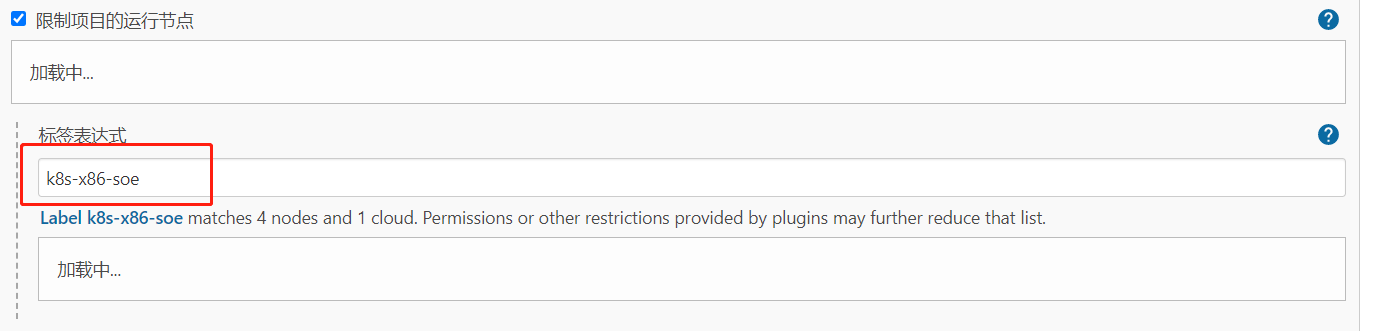 限制项目的运行节点
?
加载中...
标签表达式
?
k8s-x86-soe
Label k8s-x86-soe matches 4 nodes and 1 cloud. Permissions or other restrictions provided by plugins may further reduce that list.
加载中...